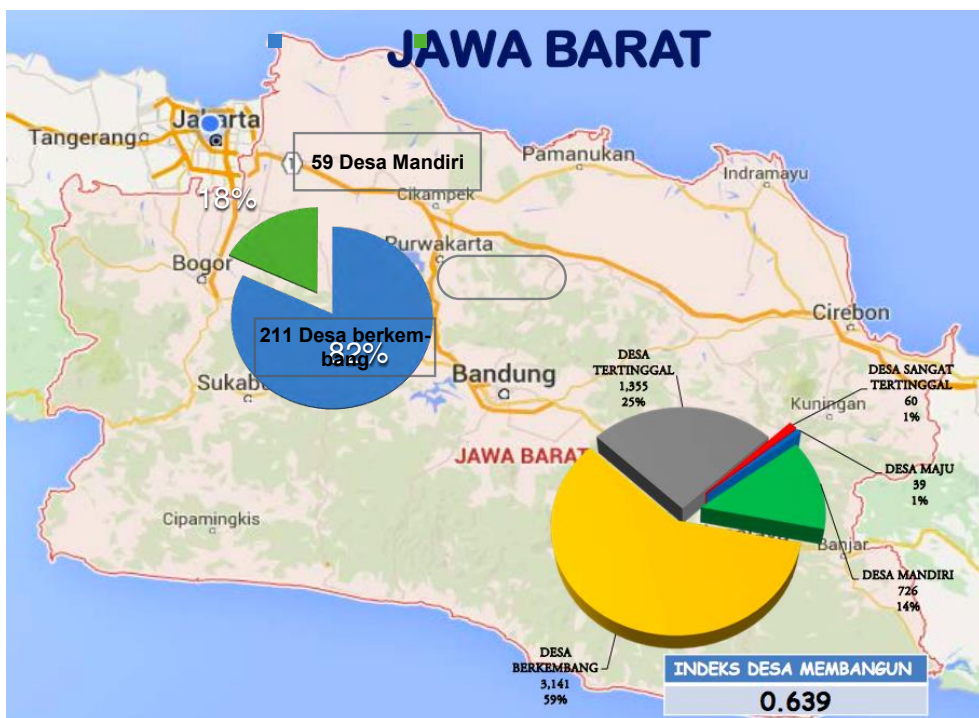 JAWA BARAT
Jakarta
Tangerang
59 Desa Mandiri
Pamanukan
Indramayu
Cikampek
18%
Purwakarta
Bogor
Cirebon
211 Desa berkem-
bang
82%
Bandung
DESA
TERTINGGAL
1,355
25%
DESA SANGAT
TERTINGGAL
60
1%
Kuningan
JAWA BARAT
DESA MAJU
39
1%
Cipamingkis
Banjar
DESA MANDIRI
726
14%
DESA
BERKEMBANG
3,141
59%
INDEKS DESA MEMBANGUN
0.639